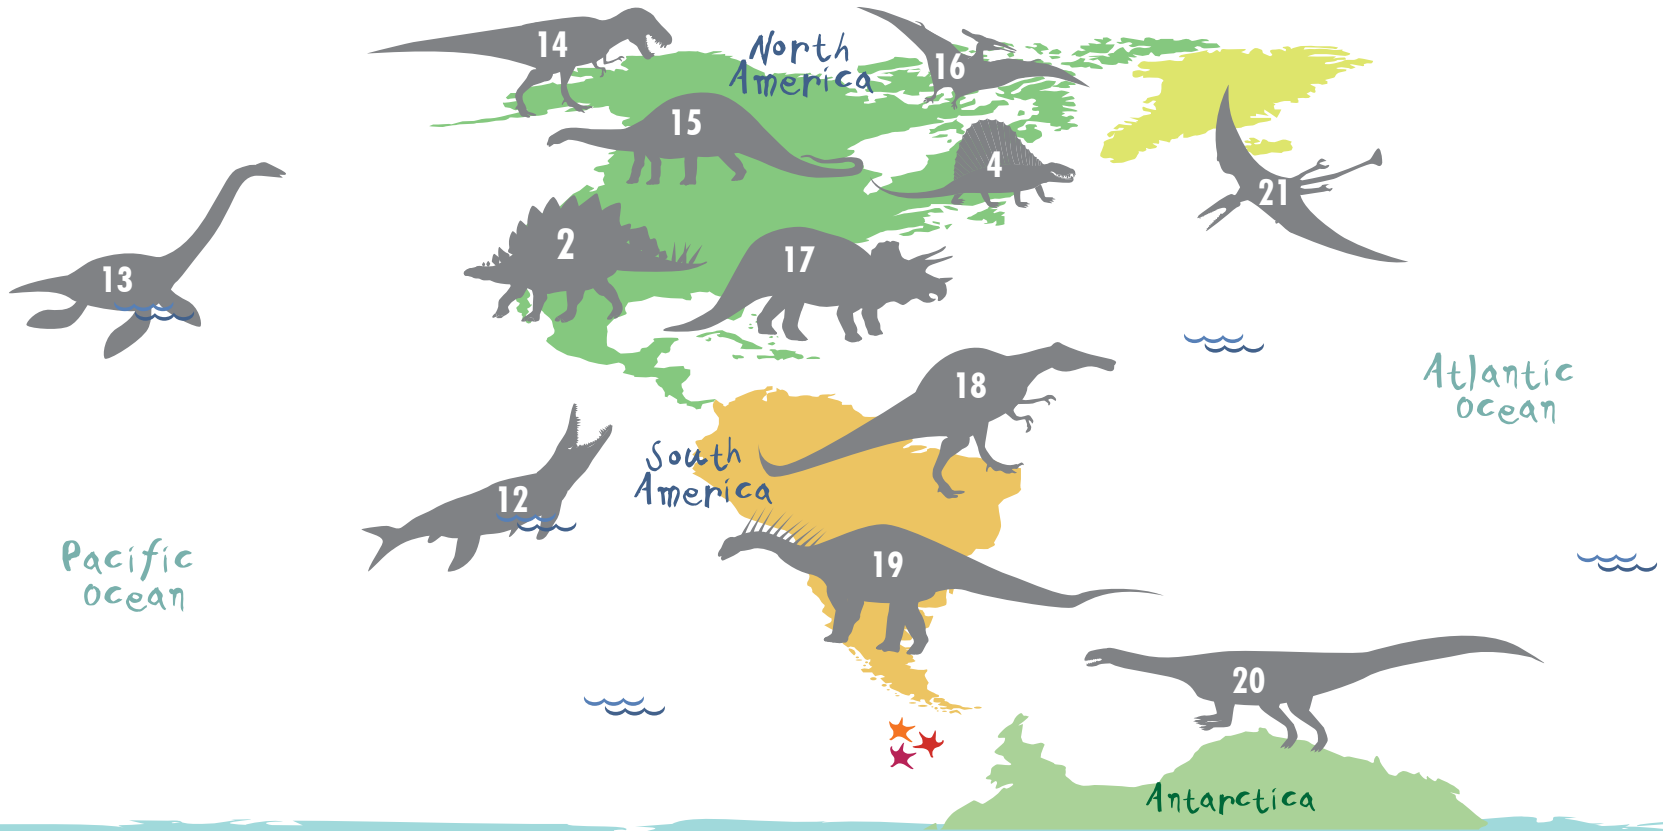 14
North
America
16
15
4
21
2
17
13
18
Atlantic
ocean
South
America
12
Pacific
ocean
19
20
Antarctica